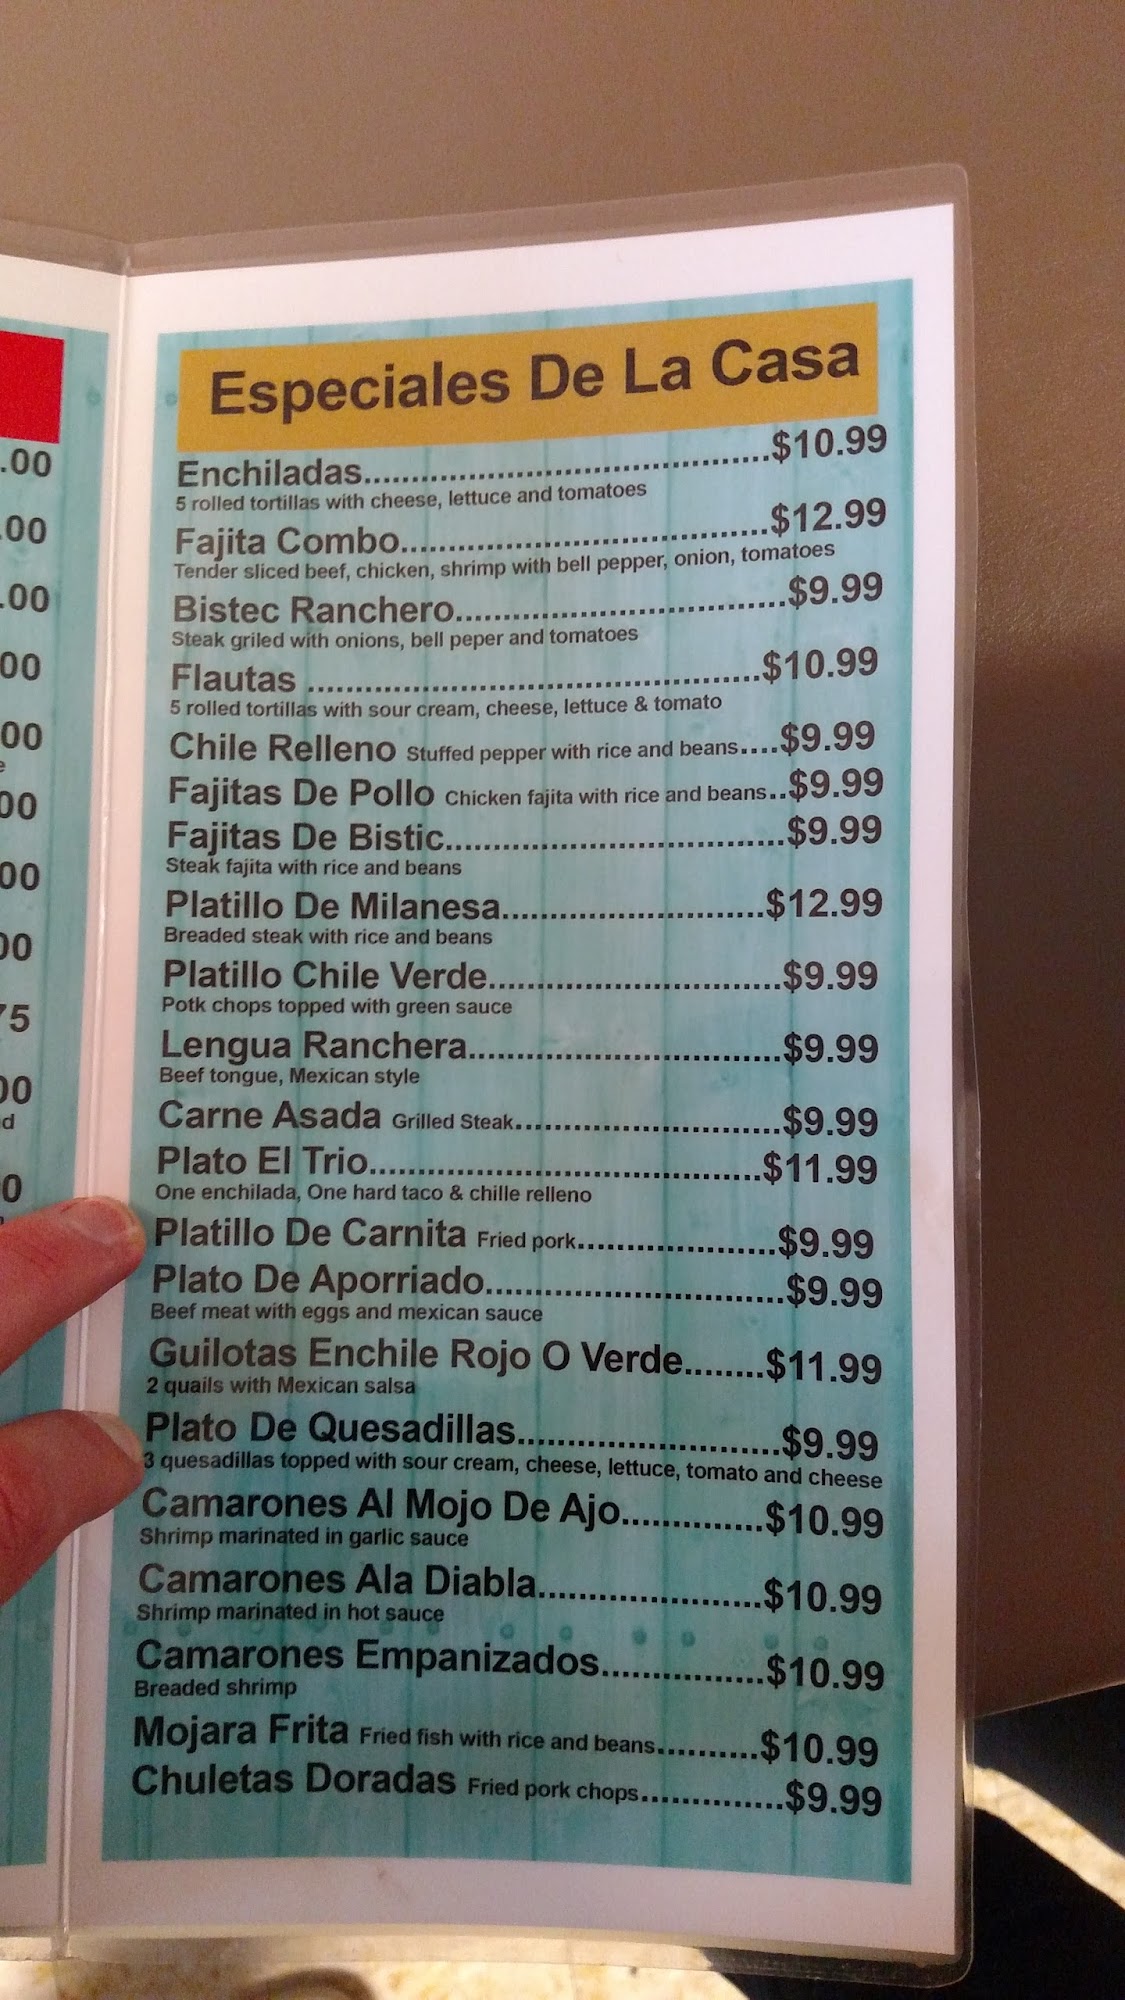 Especiales De La Casa
Enchiladas..........................................$10.99
5 rolled tortillas with cheese, lettuce and tomatoes
Fajita Combo......................................$12.99
Tender sliced beef, chicken, shrimp with bell pepper, onion, tomatoes
Bistec Ranchero..................................$9.99
Steak griled with onions, bell peper and tomatoes
Flautas ..............................................$10.99
5 rolled tortillas with sour cream, cheese, lettuce & tomato
Chile Relleno Stuffed pepper with rice and beans....$9.99
Fajitas De Pollo Chicken fajita with rice and beans..$9.99
Fajitas De Bistic...................................$9.99
Steak fajita with rice and beans
Platillo De Milanesa...........................$12.99
Breaded steak with rice and beans
Platillo Chile Verde..............................$9.99
Potk chops topped with green sauce
Lengua Ranchera................................$9.99
Beef tongue, Mexican style
Carne Asada Grilled Steak...........................$9.99
Plato El Trio........................................$11.99
One enchilada, One hard taco & chille relleno
Platillo De Carnita Fried pork....................$9.99
Plato De Aporriado...............................$9.99
Beef meat with eggs and mexican sauce
Guilotas Enchile Rojo O Verde........$11.99
2 quails with Mexican salsa
Plato De Quesadillas...........................$9.99
3 quesadillas topped with sour cream, cheese, lettuce, tomato and cheese
Camarones Al Mojo De Ajo..............$10.99
Shrimp marinated in garlic sauce
Camarones Ala Diabla.......................$10.99
Shrimp marinated in hot sauce
Camarones Empanizados.................$10.99
Breaded shrimp
Mojara Frita Fried fish with rice and beans..........$10.99
Chuletas Doradas Fried pork chops..............$9.99
.00
.00
.00
00
00
e
00
00
00
75
00
d
0